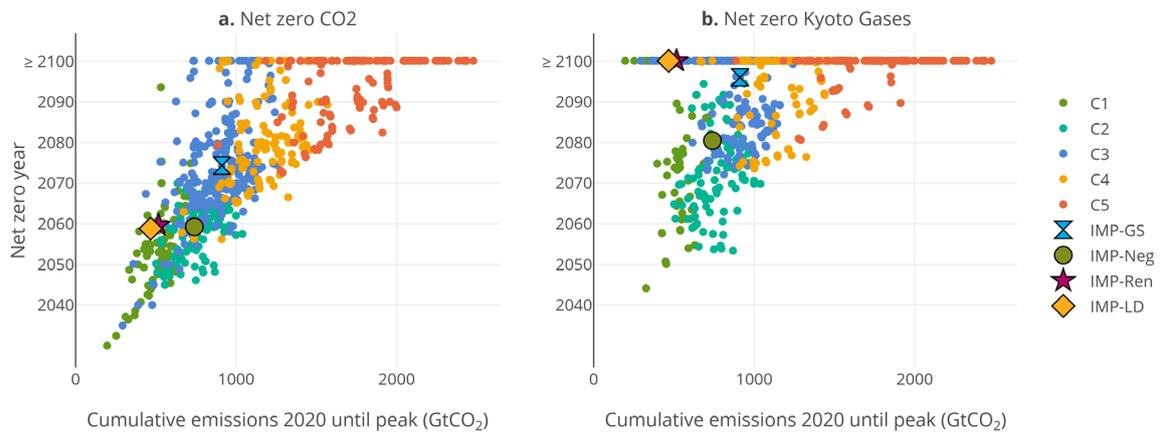 a. Net zero CO2
b. Net zero Kyoto Gases
Net zero year
≥ 2100
2090
2080
2070
2060
2050
2040
0
1000
2000
Cumulative emissions 2020 until peak (GtCO₂)
≥ 2100
2090
2080
2070
2060
2050
2040
0
1000
2000
Cumulative emissions 2020 until peak (GtCO₂)
C1
C2
C3
C4
C5
IMP-GS
IMP-Neg
IMP-Ren
IMP-LD